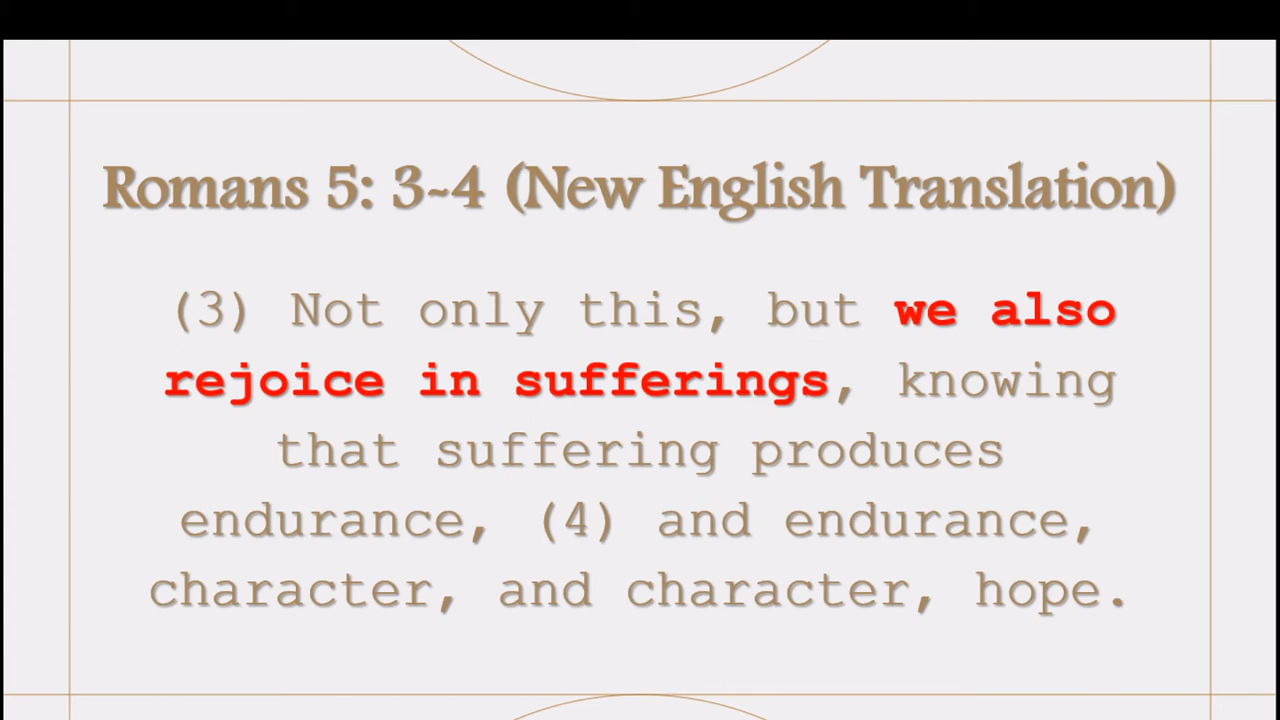 Romans 5: 3-4 (New English Translation)
(3) Not only this, but we also
rejoice in sufferings, knowing
that suffering produces
endurance, (4) and endurance,
character, and character, hope.